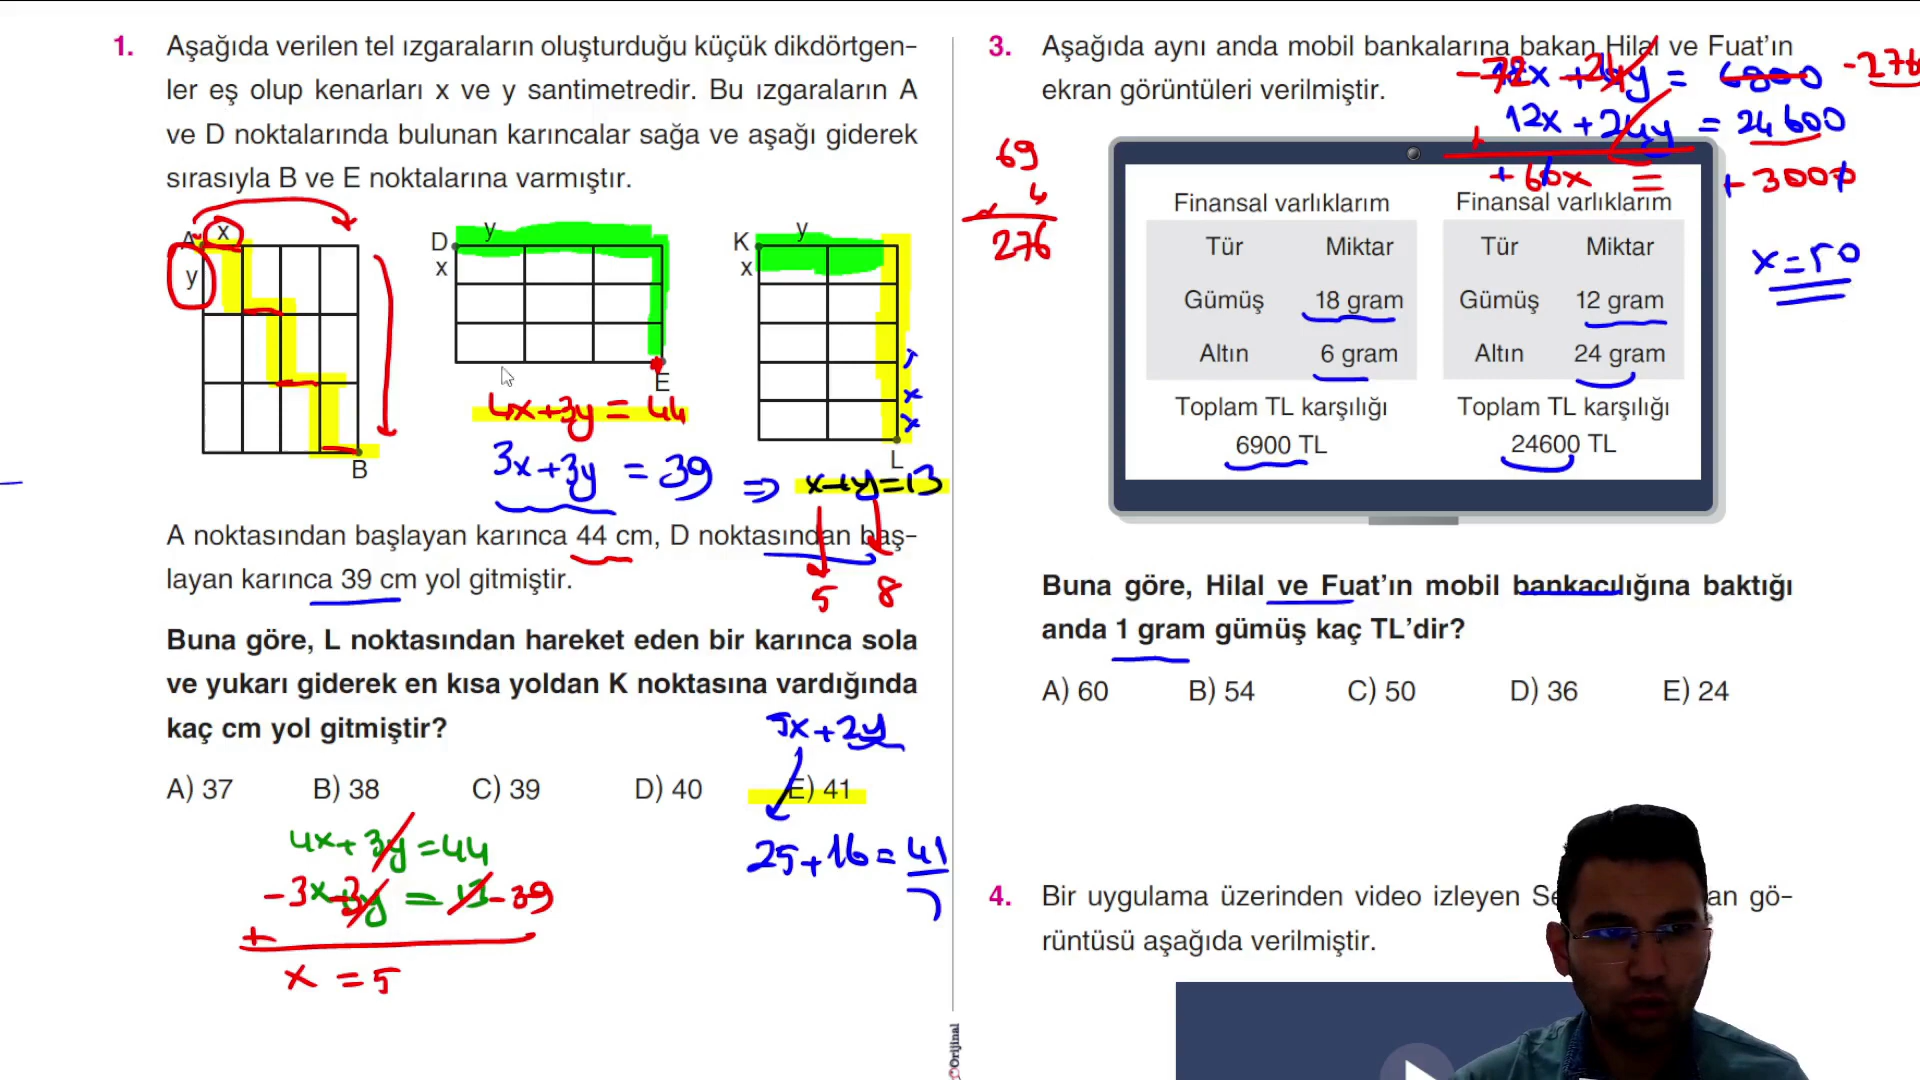 1. Aşağıda verilen tel ızgaraların oluşturduğu küçük dikdörtgen-
ler eş olup kenarları x ve y santimetredir. Bu ızgaraların A
ve D noktalarında bulunan karıncalar sağa ve aşağı giderek
sırasıyla B ve E noktalarına varmıştır.
A x
y
B
D y
x
E
K y
x
x
x
L
4x+3y = 44
3x+3y = 39 ⇒ x+y=13
5 8
A noktasından başlayan karınca 44 cm, D noktasından baş-
layan karınca 39 cm yol gitmiştir.
Buna göre, L noktasından hareket eden bir karınca sola
ve yukarı giderek en kısa yoldan K noktasına vardığında
kaç cm yol gitmiştir?
5x+2y
A) 37 B) 38 C) 39 D) 40 E) 41
25+16=41
4x+3y=44
-3x-3y = 13 -39
+
x = 5
Orijinal
3. Aşağıda aynı anda mobil bankalarına bakan Hilal ve Fuat’ın
ekran görüntüleri verilmiştir.
12x+24y = 24600
+
+60x =
x=50
69
x 4
276
Finansal varlıklarım
Tür Miktar
Gümüş 18 gram
Altın 6 gram
Toplam TL karşılığı
6900 TL
Finansal varlıklarım
Tür Miktar
Gümüş 12 gram
Altın 24 gram
Toplam TL karşılığı
24600 TL
Buna göre, Hilal ve Fuat’ın mobil bankacılığına baktığı
anda 1 gram gümüş kaç TL’dir?
A) 60 B) 54 C) 50 D) 36 E) 24
4. Bir uygulama üzerinden video izleyen an gö-
rüntüsü aşağıda verilmiştir.